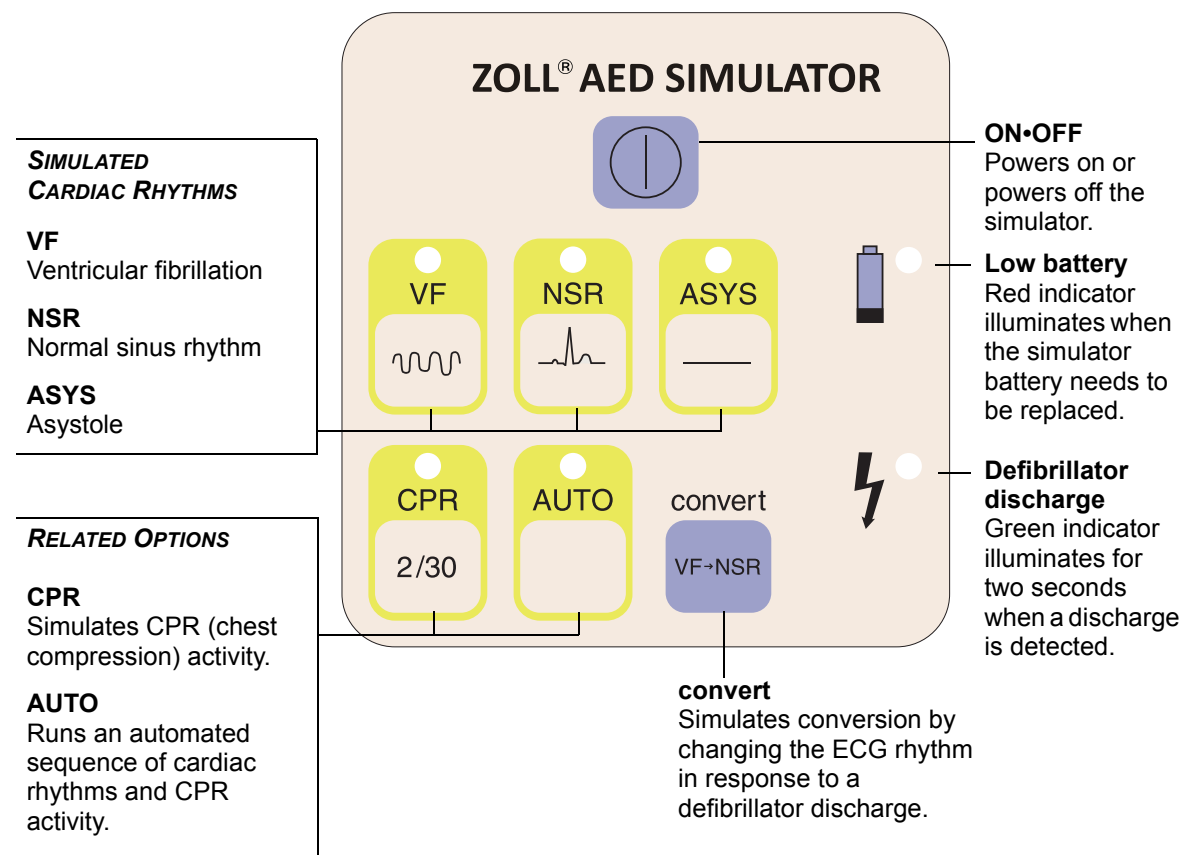 ZOLL® AED SIMULATOR
SIMULATED
CARDIAC RHYTHMS
VF
Ventricular fibrillation
NSR
Normal sinus rhythm
ASYS
Asystole
RELATED OPTIONS
CPR
Simulates CPR (chest
compression) activity.
AUTO
Runs an automated
sequence of cardiac
rhythms and CPR
activity.
VF
NSR
ASYS
CPR
2/30
AUTO
convert
VF→NSR
ON•OFF
Powers on or
powers off the
simulator.
Low battery
Red indicator
illuminates when
the simulator
battery needs to
be replaced.
Defibrillator
discharge
Green indicator
illuminates for
two seconds
when a discharge
is detected.
convert
Simulates conversion by
changing the ECG rhythm
in response to a
defibrillator discharge.